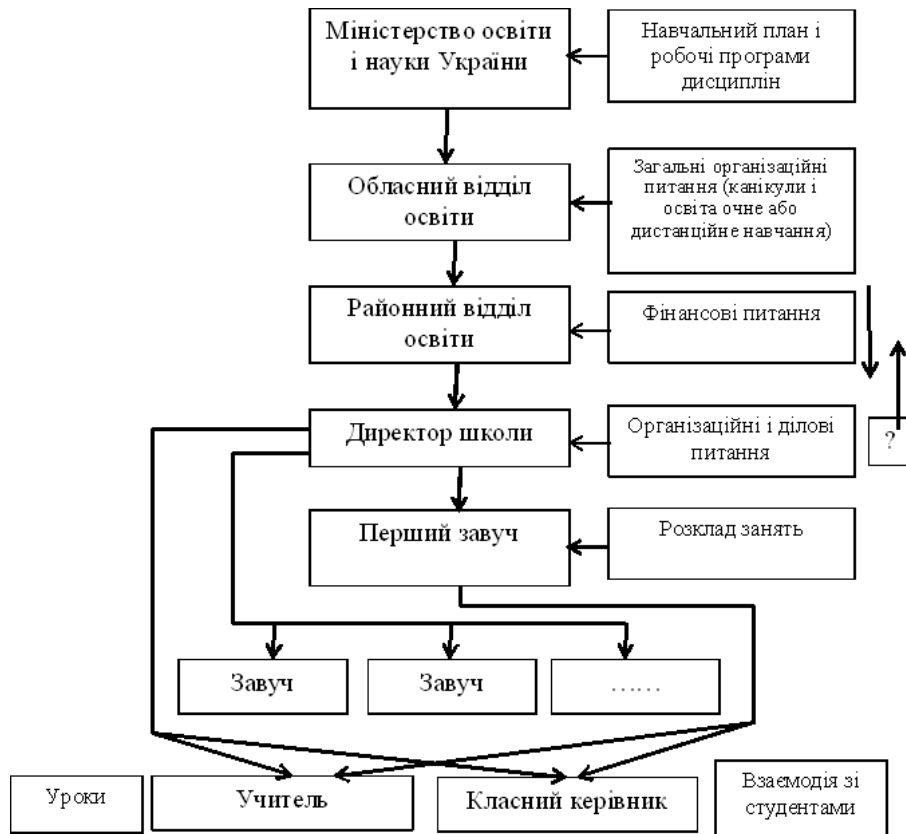 Міністерство освіти
і науки України
Навчальний план і
робочі програми
дисциплін
Обласний відділ
освіти
Загальні організаційні
питання (канікули і
освіта очне або
дистанційне навчання)
Районний відділ
освіти
Фінансові питання
Директор школи
Організаційні і ділові
питання
?
Перший завуч
Розклад занять
Завуч
Завуч
......
Уроки
Учитель
Класний керівник
Взаємодія зі
студентами